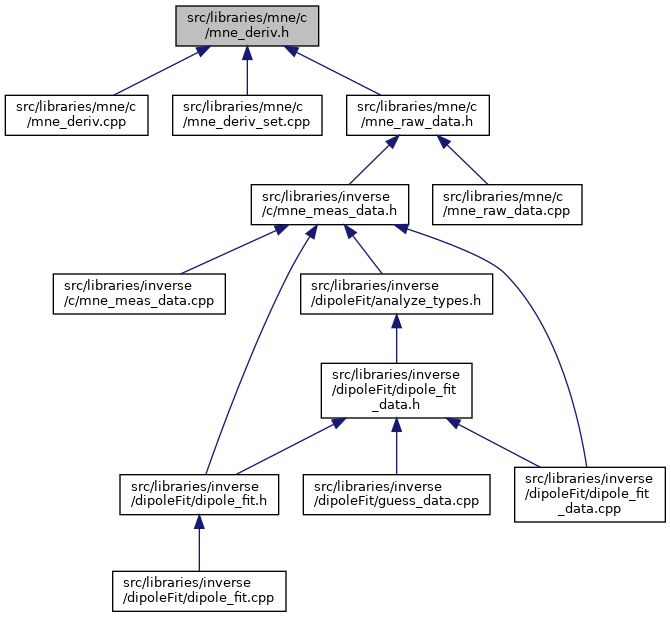 src/libraries/mne/c
/mne_deriv.h
src/libraries/mne/c
/mne_deriv.cpp
src/libraries/mne/c
/mne_deriv_set.cpp
src/libraries/mne/c
/mne_raw_data.h
src/libraries/inverse
/c/mne_meas_data.h
src/libraries/mne/c
/mne_raw_data.cpp
src/libraries/inverse
/c/mne_meas_data.cpp
src/libraries/inverse
/dipoleFit/analyze_types.h
src/libraries/inverse
/dipoleFit/dipole_fit
_data.h
src/libraries/inverse
/dipoleFit/dipole_fit.h
src/libraries/inverse
/dipoleFit/guess_data.cpp
src/libraries/inverse
/dipoleFit/dipole_fit
_data.cpp
src/libraries/inverse
/dipoleFit/dipole_fit.cpp